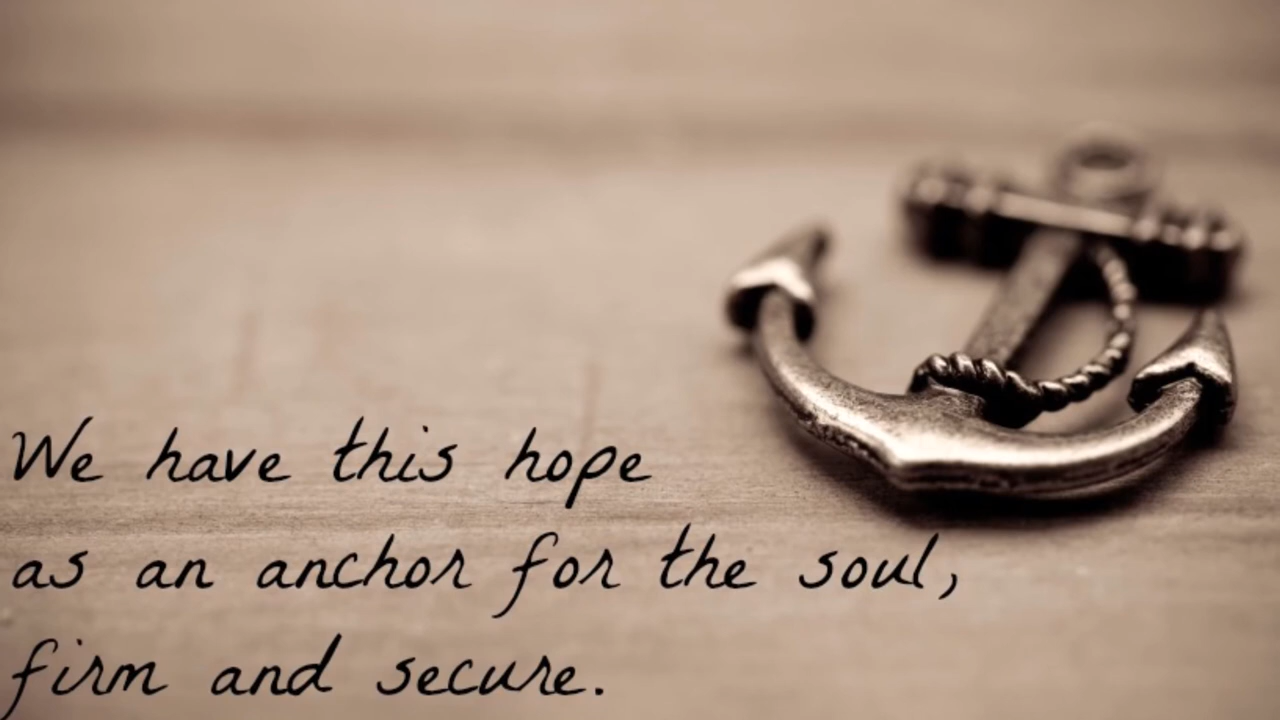 We have this hope
as an anchor for the soul,
firm and secure.